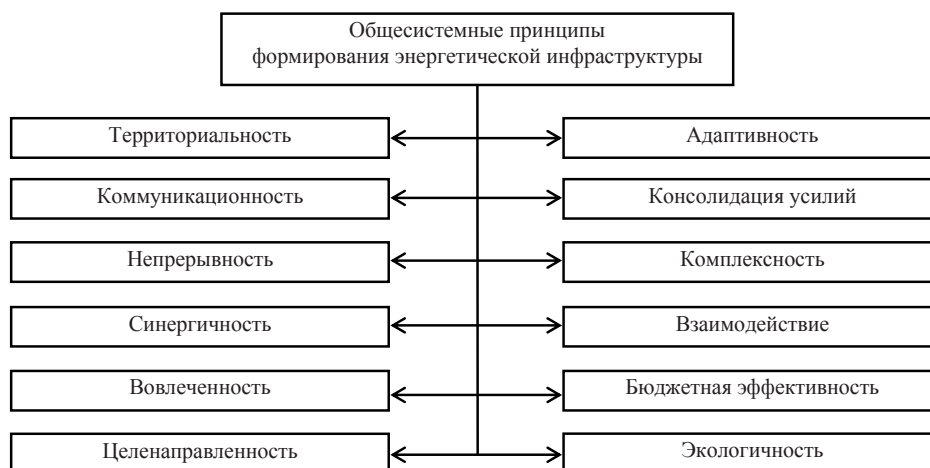 Общесистемные принципы
формирования энергетической инфраструктуры
Территориальность
Адаптивность
Коммуникационность
Консолидация усилий
Непрерывность
Комплексность
Синергичность
Взаимодействие
Вовлеченность
Бюджетная эффективность
Целенаправленность
Экологичность